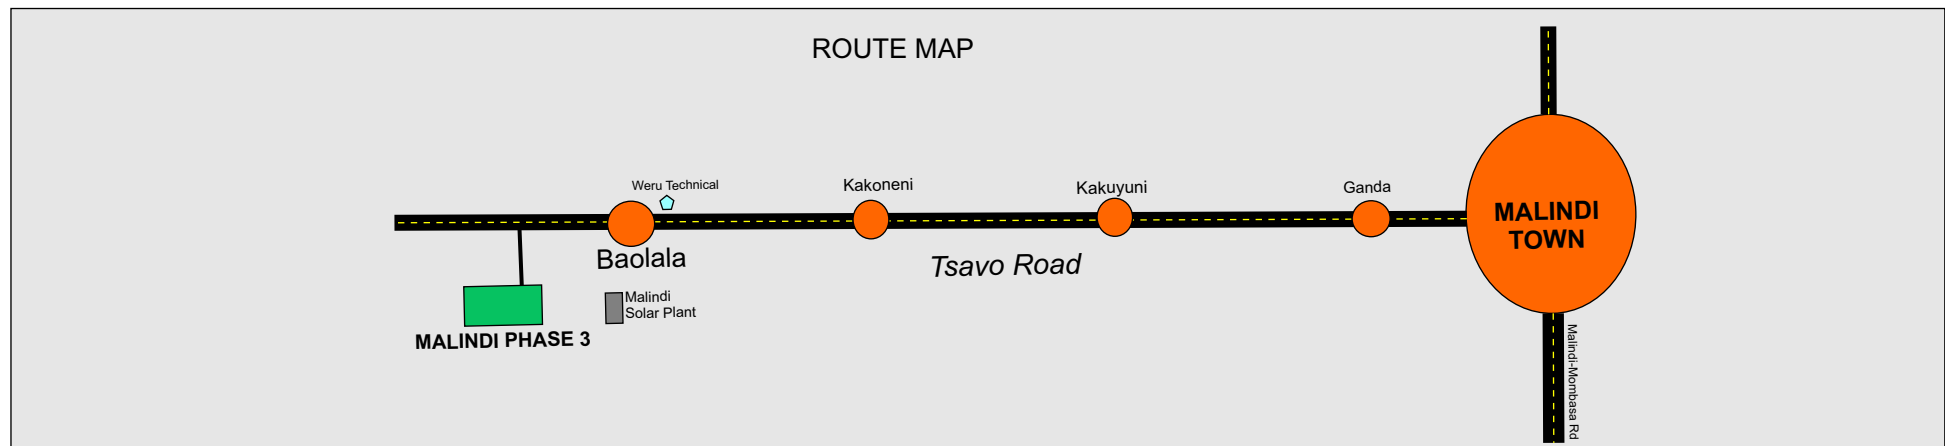 ROUTE MAP
Weru Technical
Kakoneni
Kakuyuni
Ganda
MALINDI
TOWN
Baolala
Tsavo Road
Malindi
Solar Plant
MALINDI PHASE 3
Malindi-Mombasa Rd